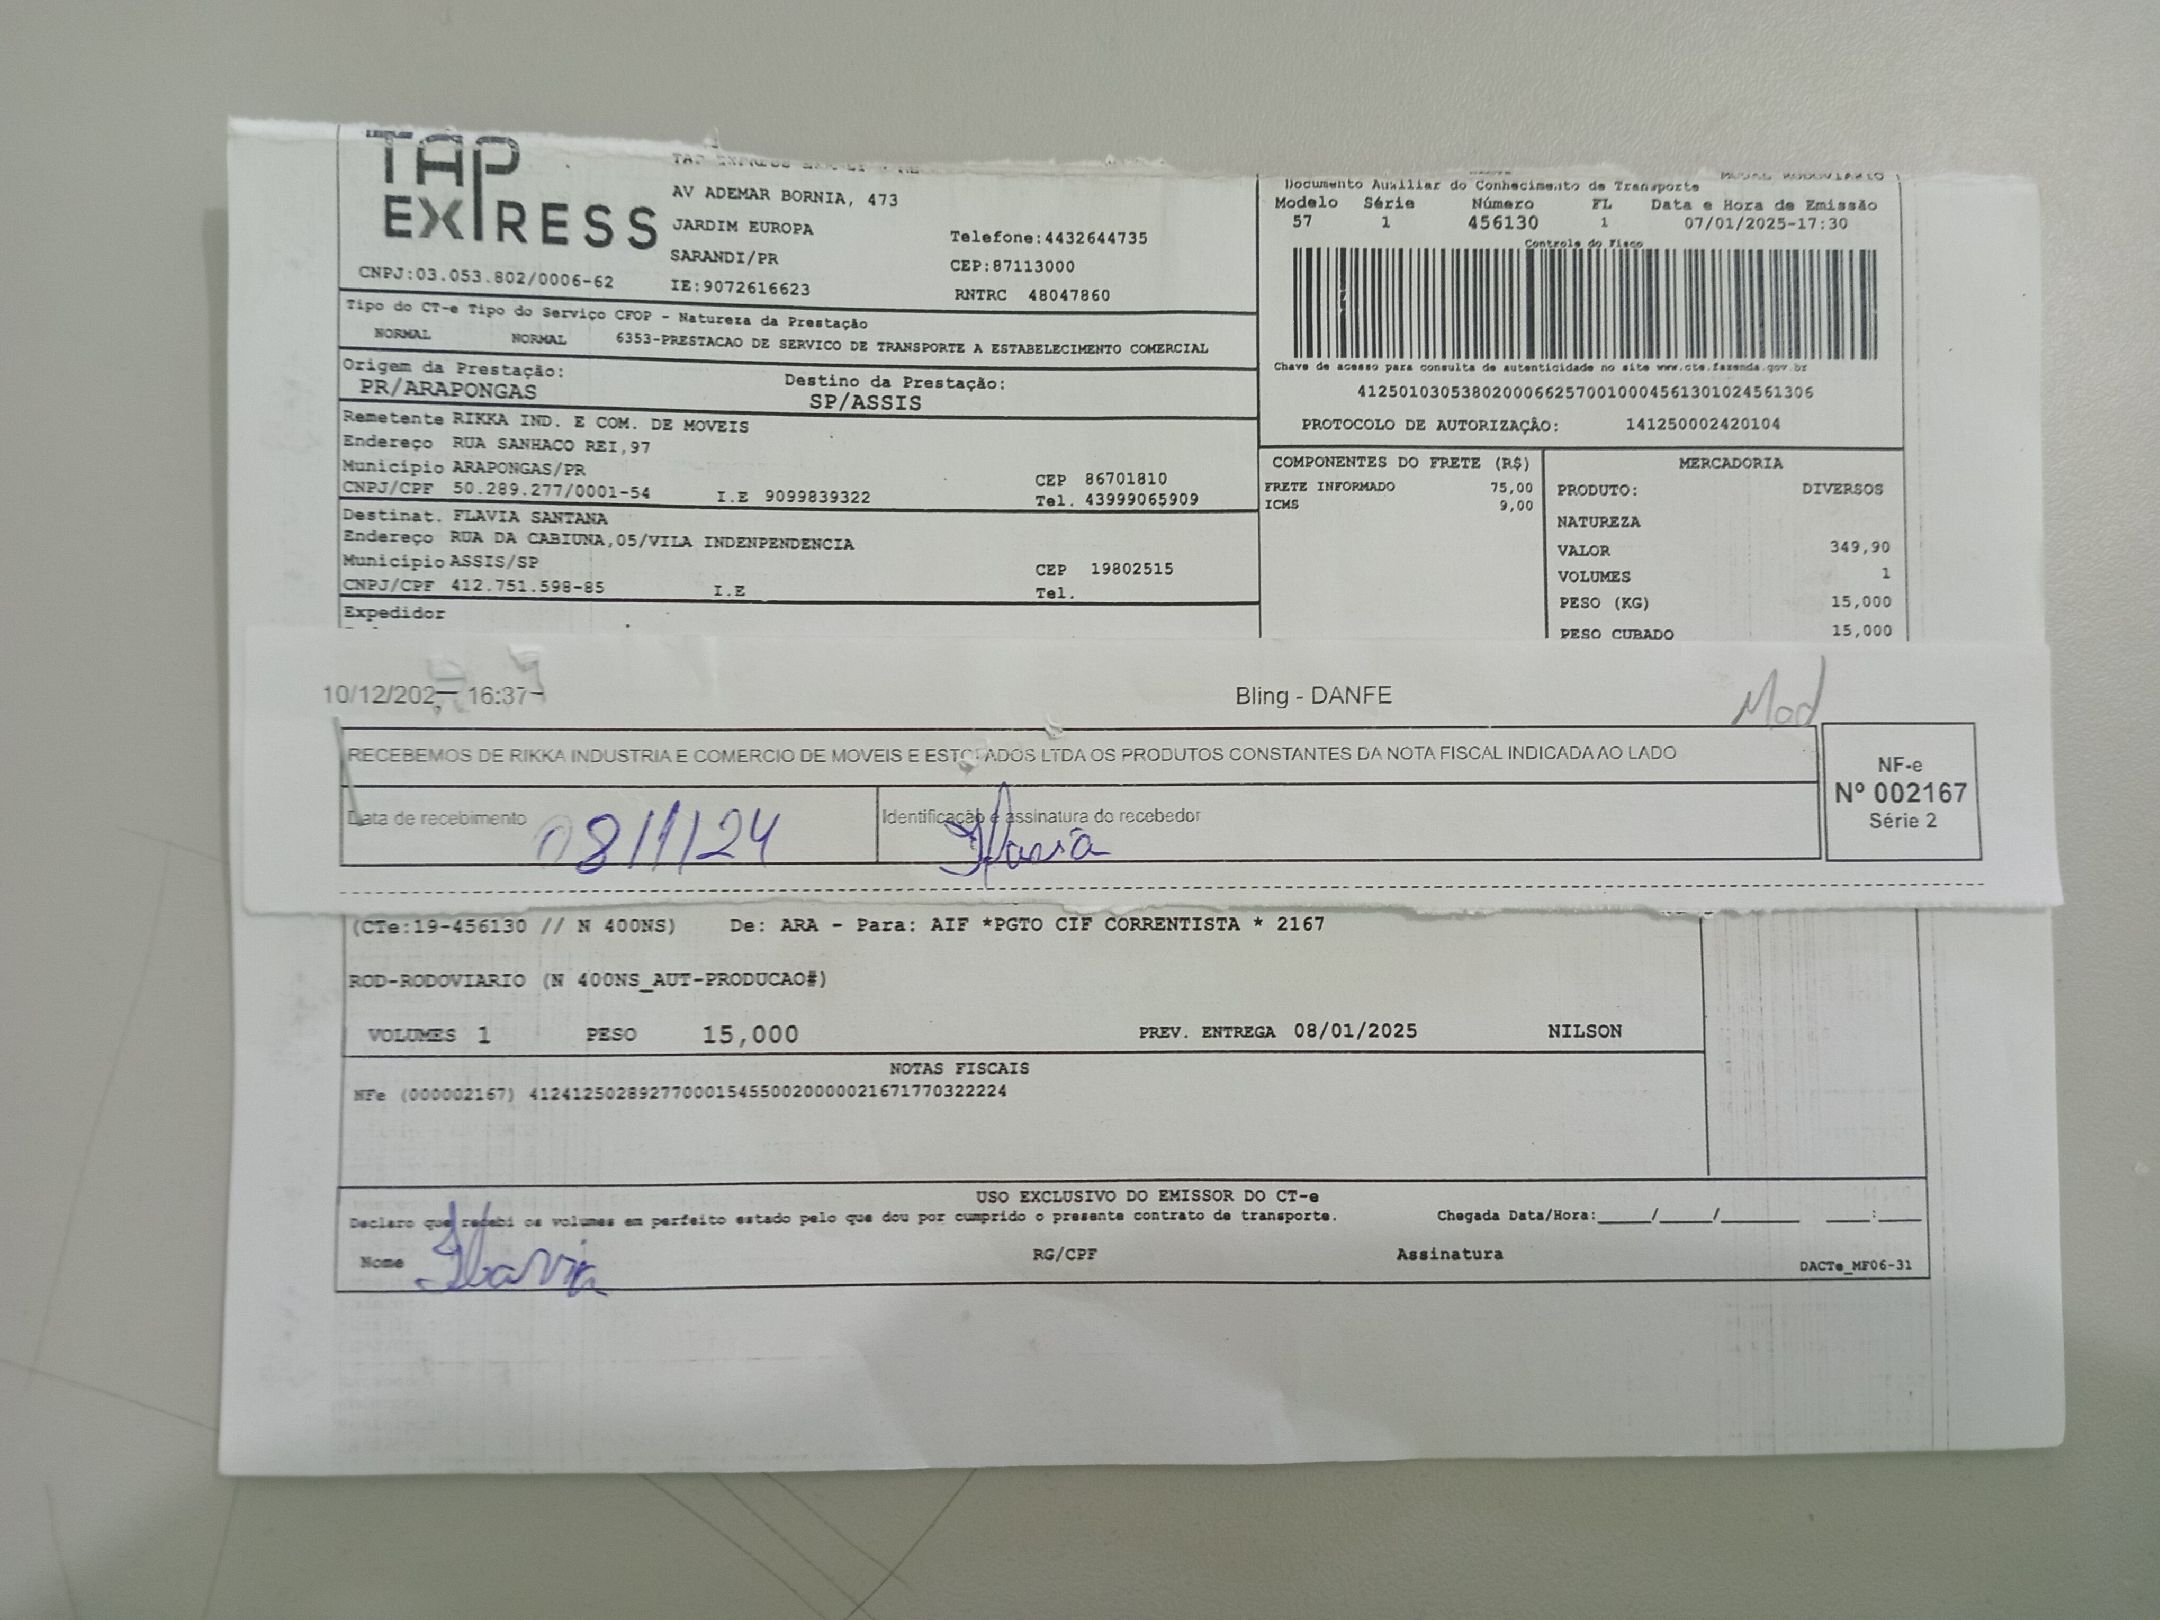 TAP
EXPRESS
AV ADEMAR BORNIA, 473
JARDIM EUROPA
SARANDI/PR
CNPJ:03.053.802/0006-62
IE:9072616623
Telefone:4432644735
CEP:87113000
RNTRC 48047860
Documento Auxiliar do Conhecimento de Transporte
MODAL RODOVIARIO
Modelo Série Número FL Data e Hora de Emissão
57 1 456130 1 07/01/2025-17:30
Controle do Fisco
Chave de acesso para consulta de autenticidade no site www.cte.fazenda.gov.br
41250103053802000662570010004561301024561306
PROTOCOLO DE AUTORIZAÇÃO: 141250002420104
Tipo do CT-e Tipo do Serviço CFOP - Natureza da Prestação
NORMAL NORMAL 6353-PRESTACAO DE SERVICO DE TRANSPORTE A ESTABELECIMENTO COMERCIAL
Origem da Prestação: Destino da Prestação:
PR/ARAPONGAS SP/ASSIS
Remetente RIKKA IND. E COM. DE MOVEIS
Endereço RUA SANHACO REI,97
Município ARAPONGAS/PR CEP 86701810
CNPJ/CPF 50.289.277/0001-54 I.E 9099839322 Tel. 43999065909
Destinat. FLAVIA SANTANA
Endereço RUA DA CABIUNA,05/VILA INDENPENDENCIA
Município ASSIS/SP CEP 19802515
CNPJ/CPF 412.751.598-85 I.E Tel.
Expedidor
COMPONENTES DO FRETE (R$)
FRETE INFORMADO 75,00
ICMS 9,00
MERCADORIA
PRODUTO: DIVERSOS
NATUREZA
VALOR 349,90
VOLUMES 1
PESO (KG) 15,000
PESO CUBADO 15,000
10/12/202 16:37 Bling - DANFE Mad
RECEBEMOS DE RIKKA INDUSTRIA E COMERCIO DE MOVEIS E ESTOFADOS LTDA OS PRODUTOS CONSTANTES DA NOTA FISCAL INDICADA AO LADO
Data de recebimento 08/1/24
Identificação e assinatura do recebedor
NF-e
Nº 002167
Série 2
(CTe:19-456130 // N 400NS) De: ARA - Para: AIF *PGTO CIF CORRENTISTA * 2167
ROD-RODOVIARIO (N 400NS_AUT-PRODUCAO#)
VOLUMES 1 PESO 15,000 PREV. ENTREGA 08/01/2025 NILSON
NOTAS FISCAIS
NFe (000002167) 41241250289277000154550020000021671770322224
USO EXCLUSIVO DO EMISSOR DO CT-e
Declaro que recebi os volumes em perfeito estado pelo que dou por cumprido o presente contrato de transporte. Chegada Data/Hora:____/____/______ ___:___
Nome RG/CPF Assinatura
DACTe_MF06-31